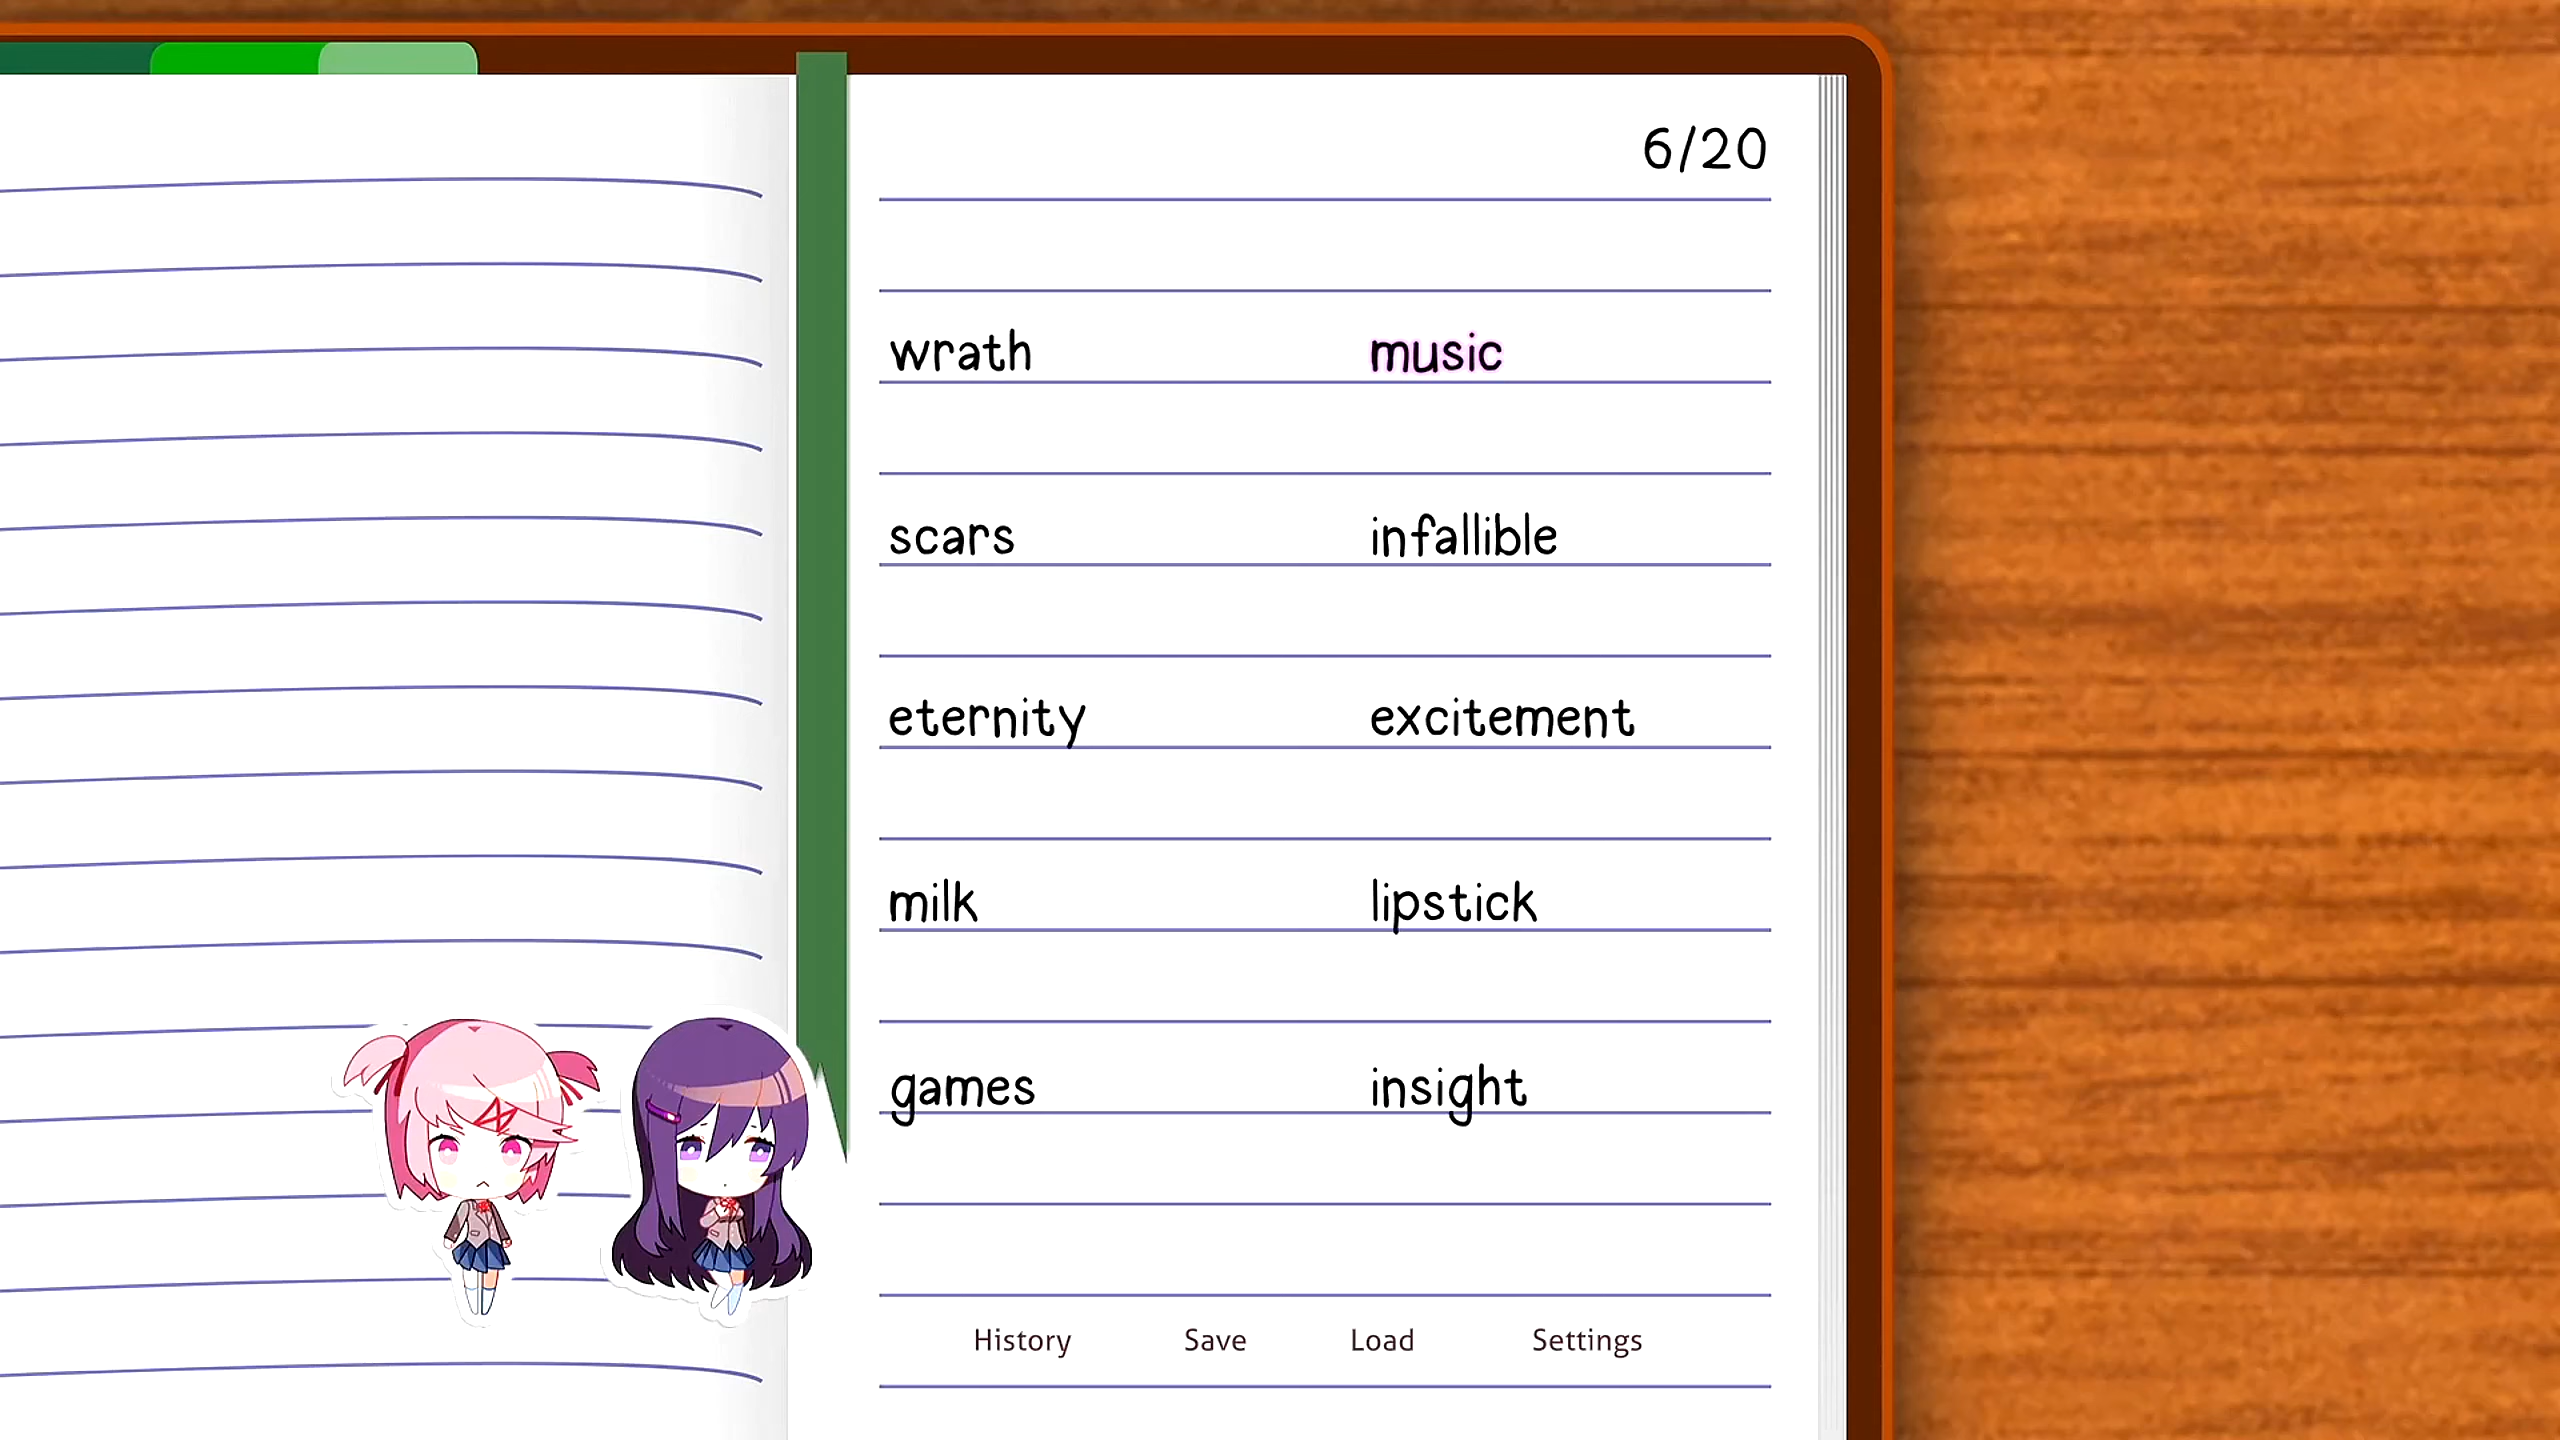 6/20
wrath music
scars infallible
eternity excitement
milk lipstick
games insight
History Save Load Settings